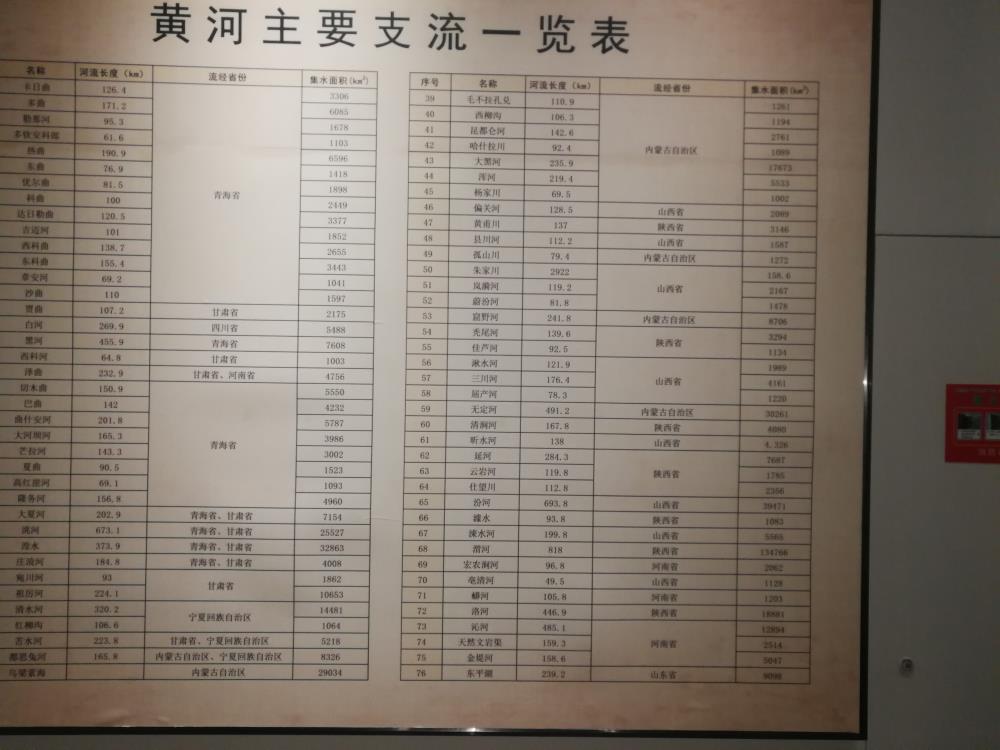 黄河主要支流一览表
名称 河流长度（km） 流经省份 集水面积(km²)
卡日曲 126.4 青海省 3306
多曲 171.2 6085
勒那河 95.3 1678
多钦安科郎 61.6 1103
热曲 190.9 6596
东曲 76.9 1418
优尔曲 81.5 1898
科曲 100 2449
达日勒曲 120.5 3377
吉迈河 101 1852
西科曲 138.7 2655
东科曲 155.4 3443
章安河 69.2 1041
沙曲 110 1597
贾曲 107.2 甘肃省 2175
白河 269.9 四川省 5488
黑河 455.9 青海省 7608
西科河 64.8 甘肃省 1003
泽曲 232.9 甘肃省、河南省 4756
切木曲 150.9 青海省 5550
巴曲 142 4232
曲什安河 201.8 5787
大河坝河 165.3 3986
芒拉河 143.3 3002
夏曲 90.5 1523
高红崖河 69.1 1093
隆务河 156.8 4960
大夏河 202.9 青海省、甘肃省 7154
洮河 673.1 青海省、甘肃省 25527
湟水 373.9 青海省、甘肃省 32863
庄浪河 184.8 青海省、甘肃省 4008
宛川河 93 甘肃省 1862
祖厉河 224.1 10653
清水河 320.2 宁夏回族自治区 14481
红柳沟 106.6 1064
苦水河 223.8 甘肃省、宁夏回族自治区 5218
都思兔河 165.8 内蒙古自治区、宁夏回族自治区 8326
乌梁素海 内蒙古自治区 29034
序号 名称 河流长度（km） 流经省份 集水面积(km²)
39 毛不拉孔兑 110.9 内蒙古自治区 1261
40 西柳沟 106.3 1194
41 昆都仑河 142.6 2761
42 哈什拉川 92.4 1089
43 大黑河 235.9 17673
44 浑河 219.4 5533
45 杨家川 69.5 1002
46 偏关河 128.5 山西省 2089
47 黄甫川 137 陕西省 3146
48 县川河 112.2 山西省 1587
49 孤山川 79.4 内蒙古自治区 1272
50 朱家川 2922 山西省 158.6
51 岚漪河 119.2 2167
52 蔚汾河 81.8 1478
53 窟野河 241.8 内蒙古自治区 8706
54 秃尾河 139.6 陕西省 3294
55 佳芦河 92.5 1134
56 湫水河 121.9 山西省 1989
57 三川河 176.4 4161
58 屈产河 78.3 1220
59 无定河 491.2 内蒙古自治区 30261
60 清涧河 167.8 陕西省 4080
61 昕水河 138 山西省 4.326
62 延河 284.3 陕西省 7687
63 云岩河 119.8 1785
64 仕望川 112.8 2356
65 汾河 693.8 山西省 39471
66 濛水 93.8 陕西省 1083
67 涑水河 199.8 山西省 5565
68 渭河 818 陕西省 134766
69 宏农涧河 96.8 河南省 2062
70 亳清河 49.5 山西省 1128
71 蟒河 105.8 河南省 1203
72 洛河 446.9 陕西省 18881
73 沁河 485.1 河南省 12894
74 天然文岩渠 159.3 2514
75 金堤河 158.6 5047
76 东平湖 239.2 山东省 9098